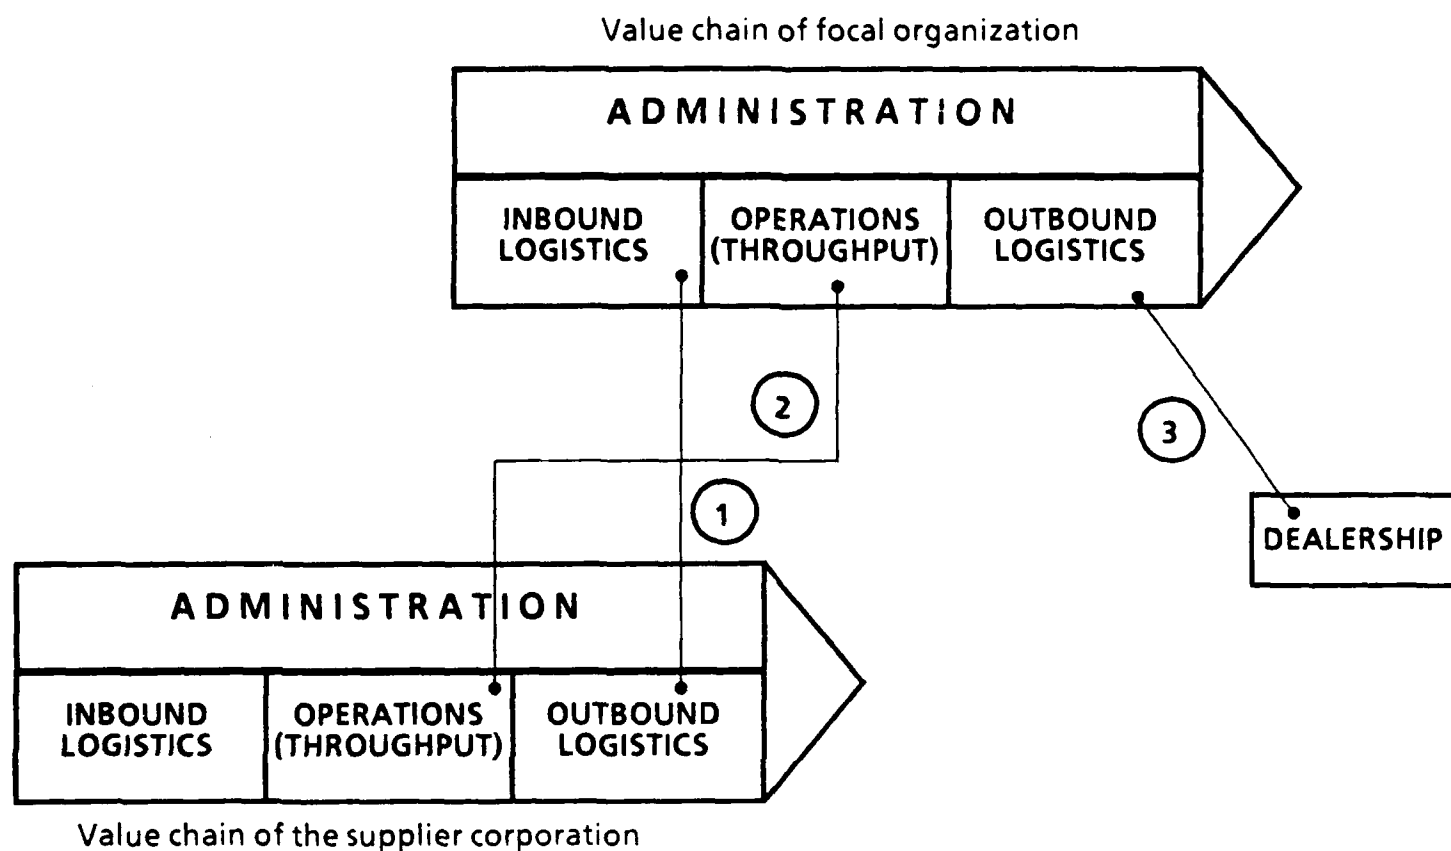 Value chain of focal organization
ADMINISTRATION
INBOUND
LOGISTICS
OPERATIONS
(THROUGHPUT)
OUTBOUND
LOGISTICS
2
3
1
DEALERSHIP
ADMINISTRATION
INBOUND
LOGISTICS
OPERATIONS
(THROUGHPUT)
OUTBOUND
LOGISTICS
Value chain of the supplier corporation